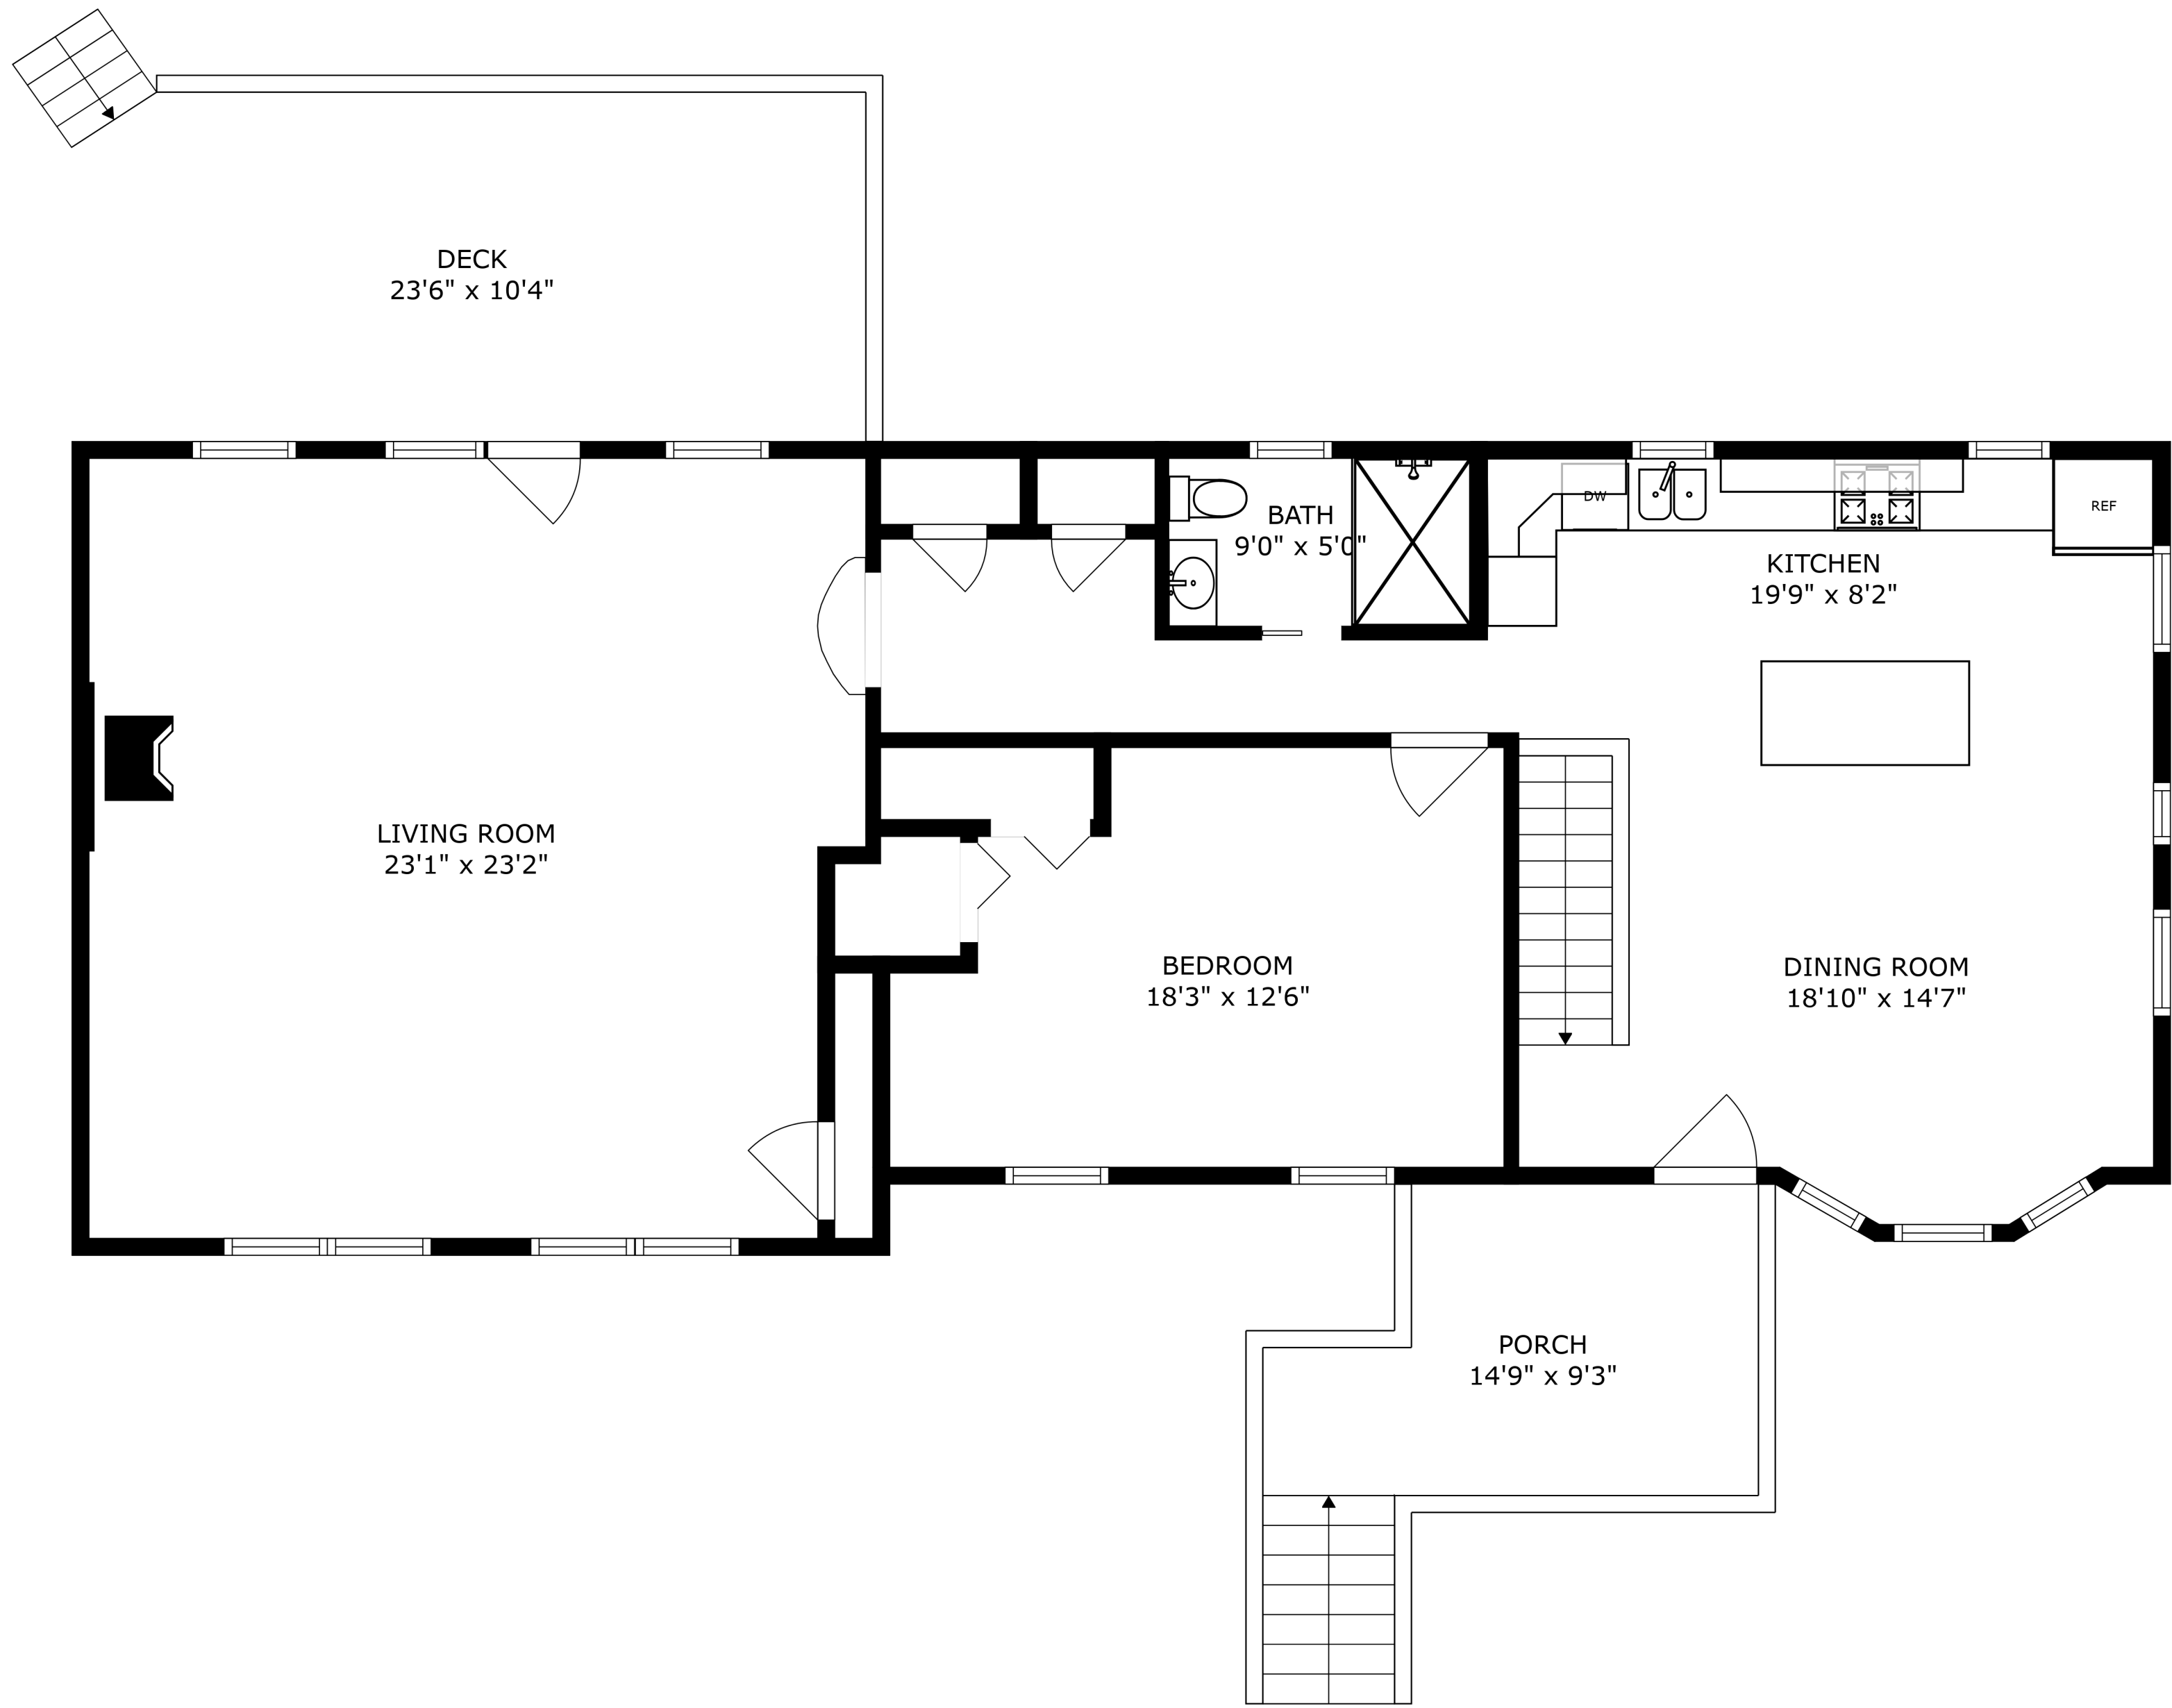 DECK
23'6" x 10'4"
BATH
9'0" x 5'0"
DW
REF
KITCHEN
19'9" x 8'2"
LIVING ROOM
23'1" x 23'2"
BEDROOM
18'3" x 12'6"
DINING ROOM
18'10" x 14'7"
PORCH
14'9" x 9'3"